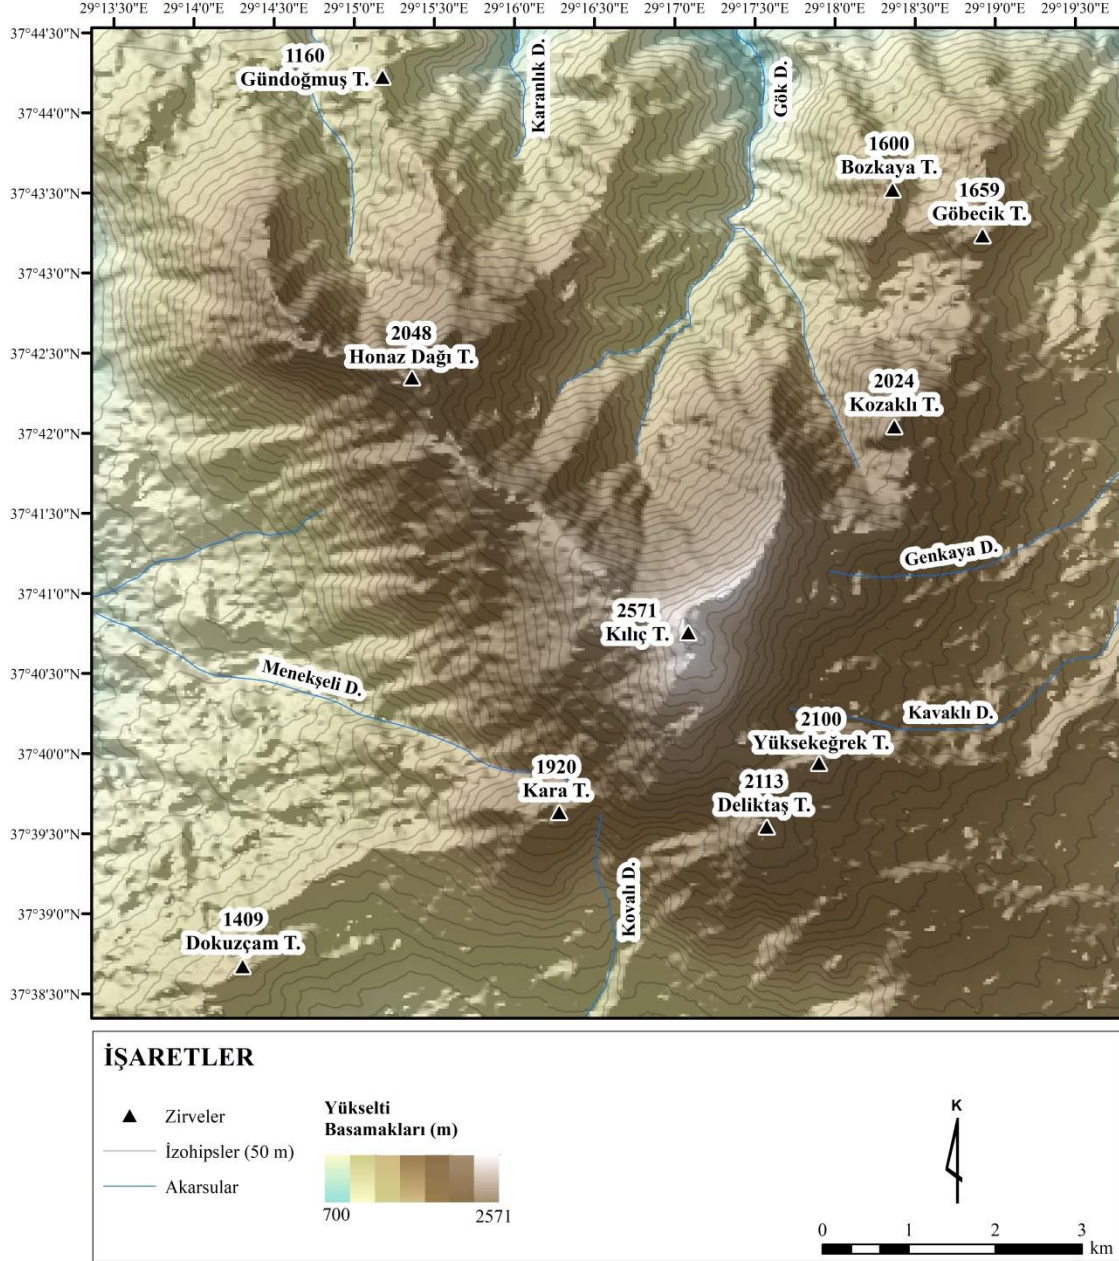 29°13'30"E 29°14'0"E 29°14'30"E 29°15'0"E 29°15'30"E 29°16'0"E 29°16'30"E 29°17'0"E 29°17'30"E 29°18'0"E 29°18'30"E 29°19'0"E 29°19'30"E
37°44'30"N
1160
Gündoğmuş T.
Karanlık D.
Gök D.
37°44'0"N
1600
Bozkaya T.
37°43'30"N
1659
Göbecik T.
37°43'0"N
37°42'30"N
2048
Honaz Dağı T.
2024
Kozaklı T.
37°42'0"N
37°41'30"N
Genkaya D.
37°41'0"N
2571
Kılıç T.
37°40'30"N
Menekşeli D.
Kavaklı D.
2100
Yüksekeğrek T.
37°40'0"N
1920
Kara T.
2113
Deliktaş T.
37°39'30"N
Kovalı D.
37°39'0"N
1409
Dokuzçam T.
37°38'30"N
İŞARETLER
Zirveler
İzohipsler (50 m)
Akarsular
Yükselti
Basamakları (m)
700 2571
K
0 1 2 3
km